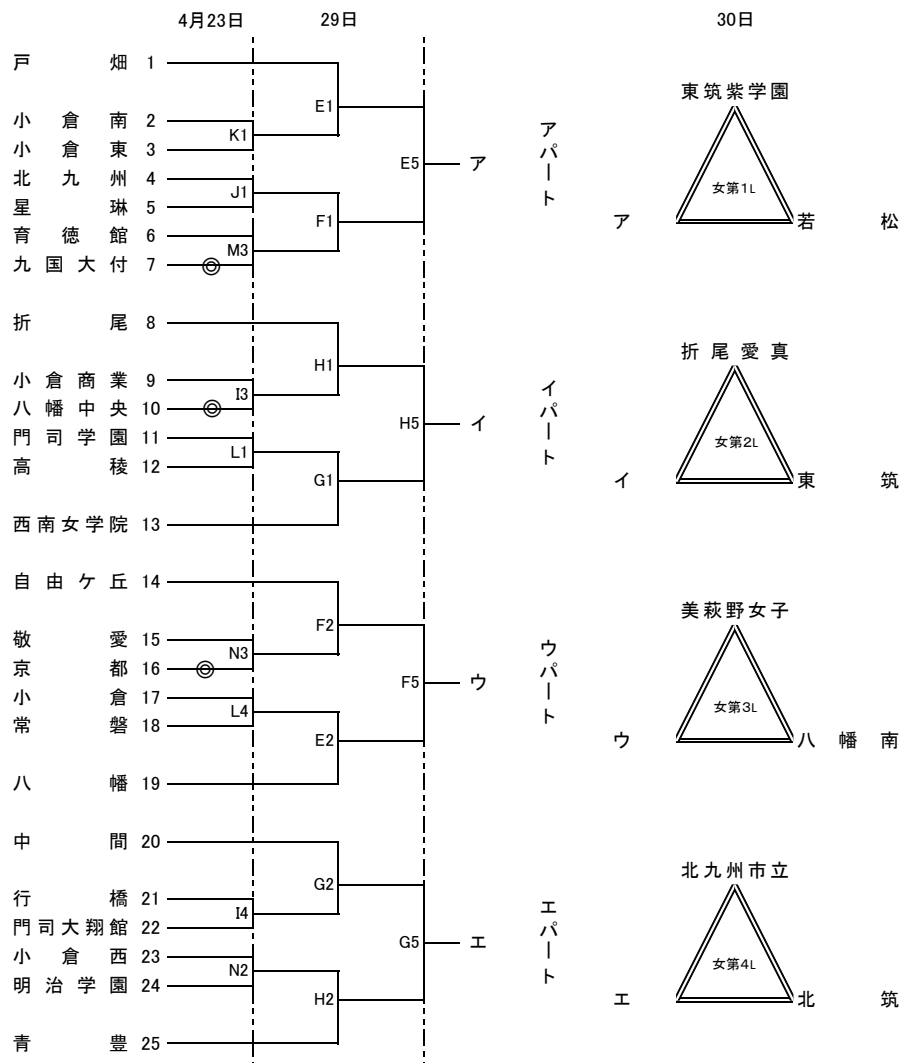 4月23日 29日 30日
戸畑 1
E1
東筑紫学園
小倉南 2
K1
小倉東 3
アパート
E5 ア
北九州 4
J1
女第1L
星琳 5
F1
ア 若松
育徳館 6
M3
九国大付 7 ◎
折尾 8
折尾愛真
H1
小倉商業 9
I3
八幡中央 10 ◎
イパート
H5 イ
門司学園 11
L1
女第2L
高稜 12
G1
イ 東筑
西南女学院 13
自由ケ丘 14
美萩野女子
F2
敬愛 15
N3
京都 16 ◎
ウパート
F5 ウ
小倉 17
L4
女第3L
常磐 18
E2
ウ 八幡南
八幡 19
中間 20
北九州市立
G2
行橋 21
I4
門司大翔館 22
エパート
G5 エ
小倉西 23
N2
女第4L
明治学園 24
H2
エ 北筑
青豊 25